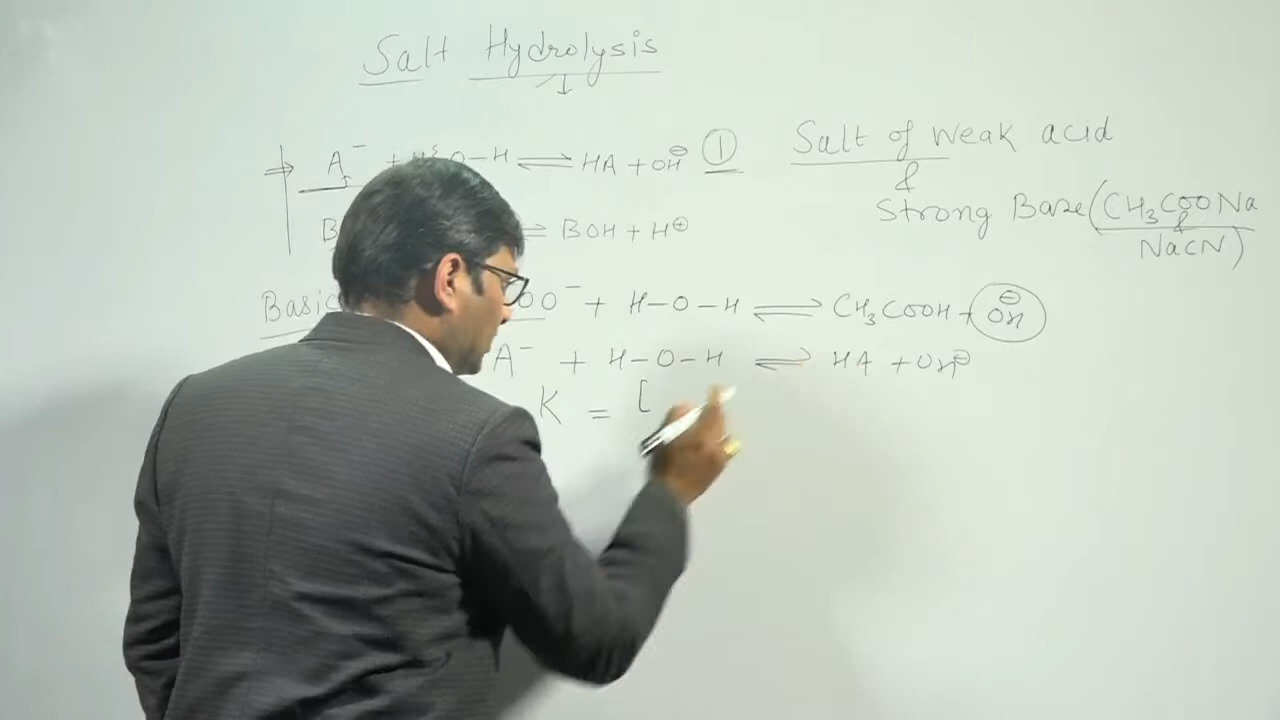 Salt Hydrolysis
A⁻ + H O–H ⇌ HA + OH⊖ ①
B ⇌ BOH + H⊕
Salt of Weak acid
&
Strong Base (CH₃COONa
&
NaCN)
Basic OO⁻ + H–O–H ⇌ CH₃COOH + OH⊖
A⁻ + H–O–H ⇌ HA + OH⊖
K = [